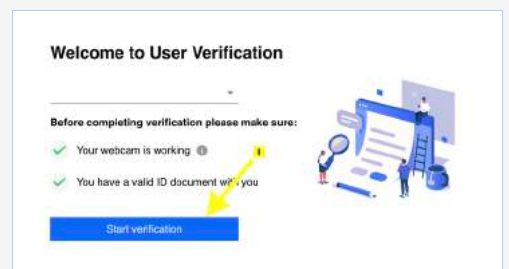 Welcome to User Verification
Before completing verification please make sure:
Your webcam is working
You have a valid ID document with you
Start verification